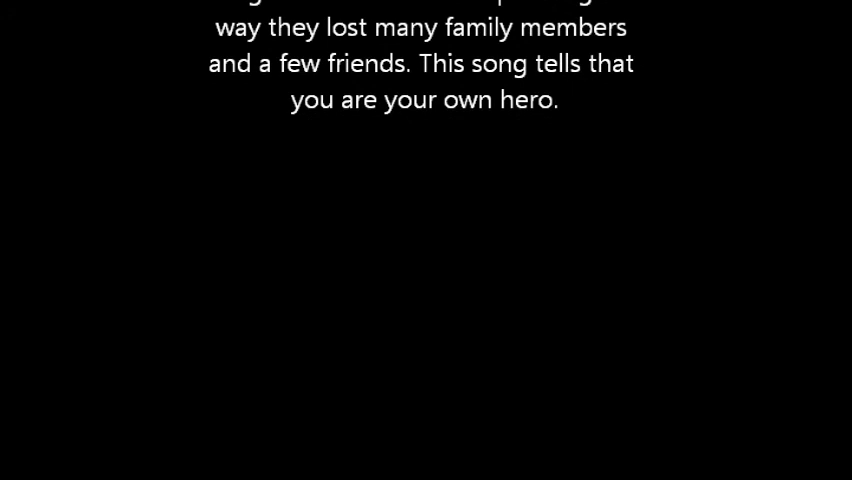 way they lost many family members
and a few friends. This song tells that
you are your own hero.